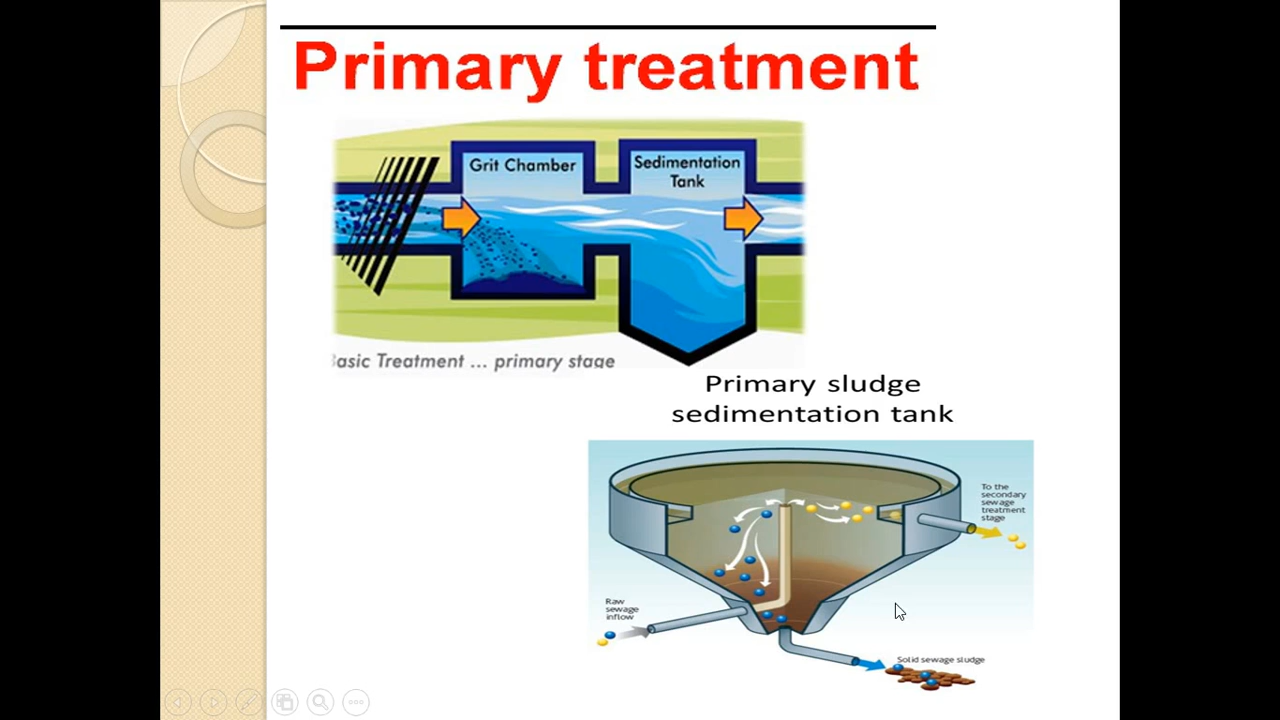 Primary treatment
Grit Chamber
Sedimentation
Tank
asic Treatment ... primary stage
Primary sludge
sedimentation tank
To the
secondary
sewage
treatment
stage
Raw
sewage
inflow
Solid sewage sludge